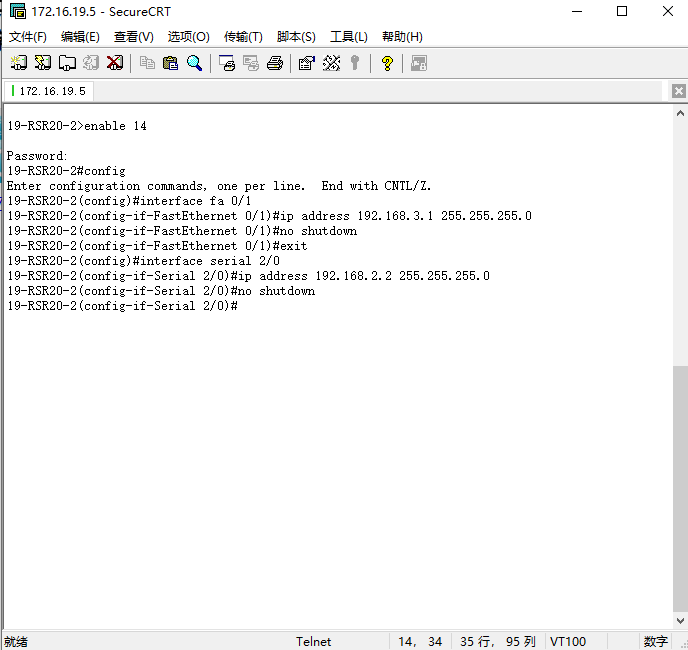 172.16.19.5 - SecureCRT
文件(F) 编辑(E) 查看(V) 选项(O) 传输(T) 脚本(S) 工具(L) 帮助(H)
172.16.19.5
19-RSR20-2>enable 14
Password:
19-RSR20-2#config
Enter configuration commands, one per line.  End with CNTL/Z.
19-RSR20-2(config)#interface fa 0/1
19-RSR20-2(config-if-FastEthernet 0/1)#ip address 192.168.3.1 255.255.255.0
19-RSR20-2(config-if-FastEthernet 0/1)#no shutdown
19-RSR20-2(config-if-FastEthernet 0/1)#exit
19-RSR20-2(config)#interface serial 2/0
19-RSR20-2(config-if-Serial 2/0)#ip address 192.168.2.2 255.255.255.0
19-RSR20-2(config-if-Serial 2/0)#no shutdown
19-RSR20-2(config-if-Serial 2/0)#
就绪 Telnet 14, 34 35 行, 95 列 VT100 数字